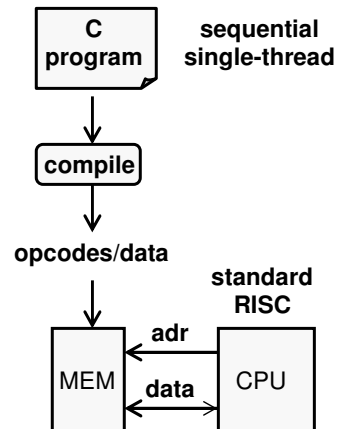 C
program
sequential
single-thread
compile
opcodes/data
standard
RISC
adr
MEM
data
CPU